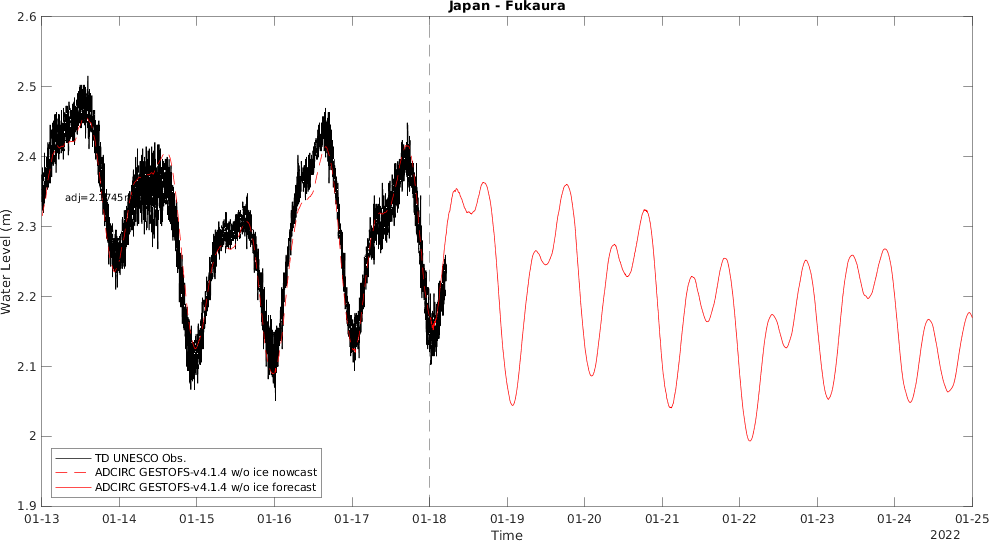 Japan - Fukaura
2.6
2.5
2.4
2.3
2.2
2.1
2
1.9
Water Level (m)
adj=2.1745m
TD UNESCO Obs.
ADCIRC GESTOFS-v4.1.4 w/o ice nowcast
ADCIRC GESTOFS-v4.1.4 w/o ice forecast
01-13 01-14 01-15 01-16 01-17 01-18 01-19 01-20 01-21 01-22 01-23 01-24 01-25
Time
2022